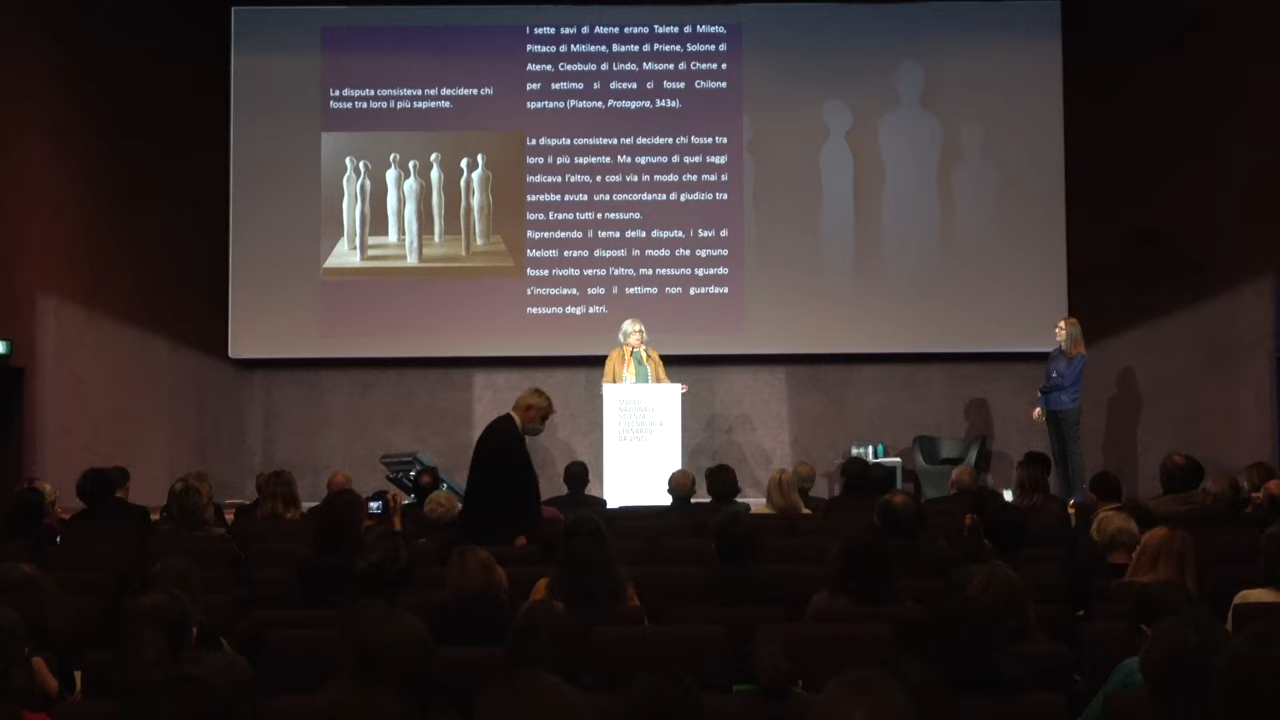 La disputa consisteva nel decidere chi
fosse tra loro il più sapiente.
I sette savi di Atene erano Talete di Mileto,
Pittaco di Mitilene, Biante di Priene, Solone di
Atene, Cleobulo di Lindo, Misone di Chene e
per settimo si diceva ci fosse Chilone
spartano (Platone, Protagora, 343a).
La disputa consisteva nel decidere chi fosse tra
loro il più sapiente. Ma ognuno di quei saggi
indicava l'altro, e così via in modo che mai si
sarebbe avuta una concordanza di giudizio tra
loro. Erano tutti e nessuno.
Riprendendo il tema della disputa, i Savi di
Melotti erano disposti in modo che ognuno
fosse rivolto verso l'altro, ma nessuno sguardo
s'incrociava, solo il settimo non guardava
nessuno degli altri.
MUSEO
NAZIONALE
SCIENZA
E TECNOLOGIA
LEONARDO
DA VINCI